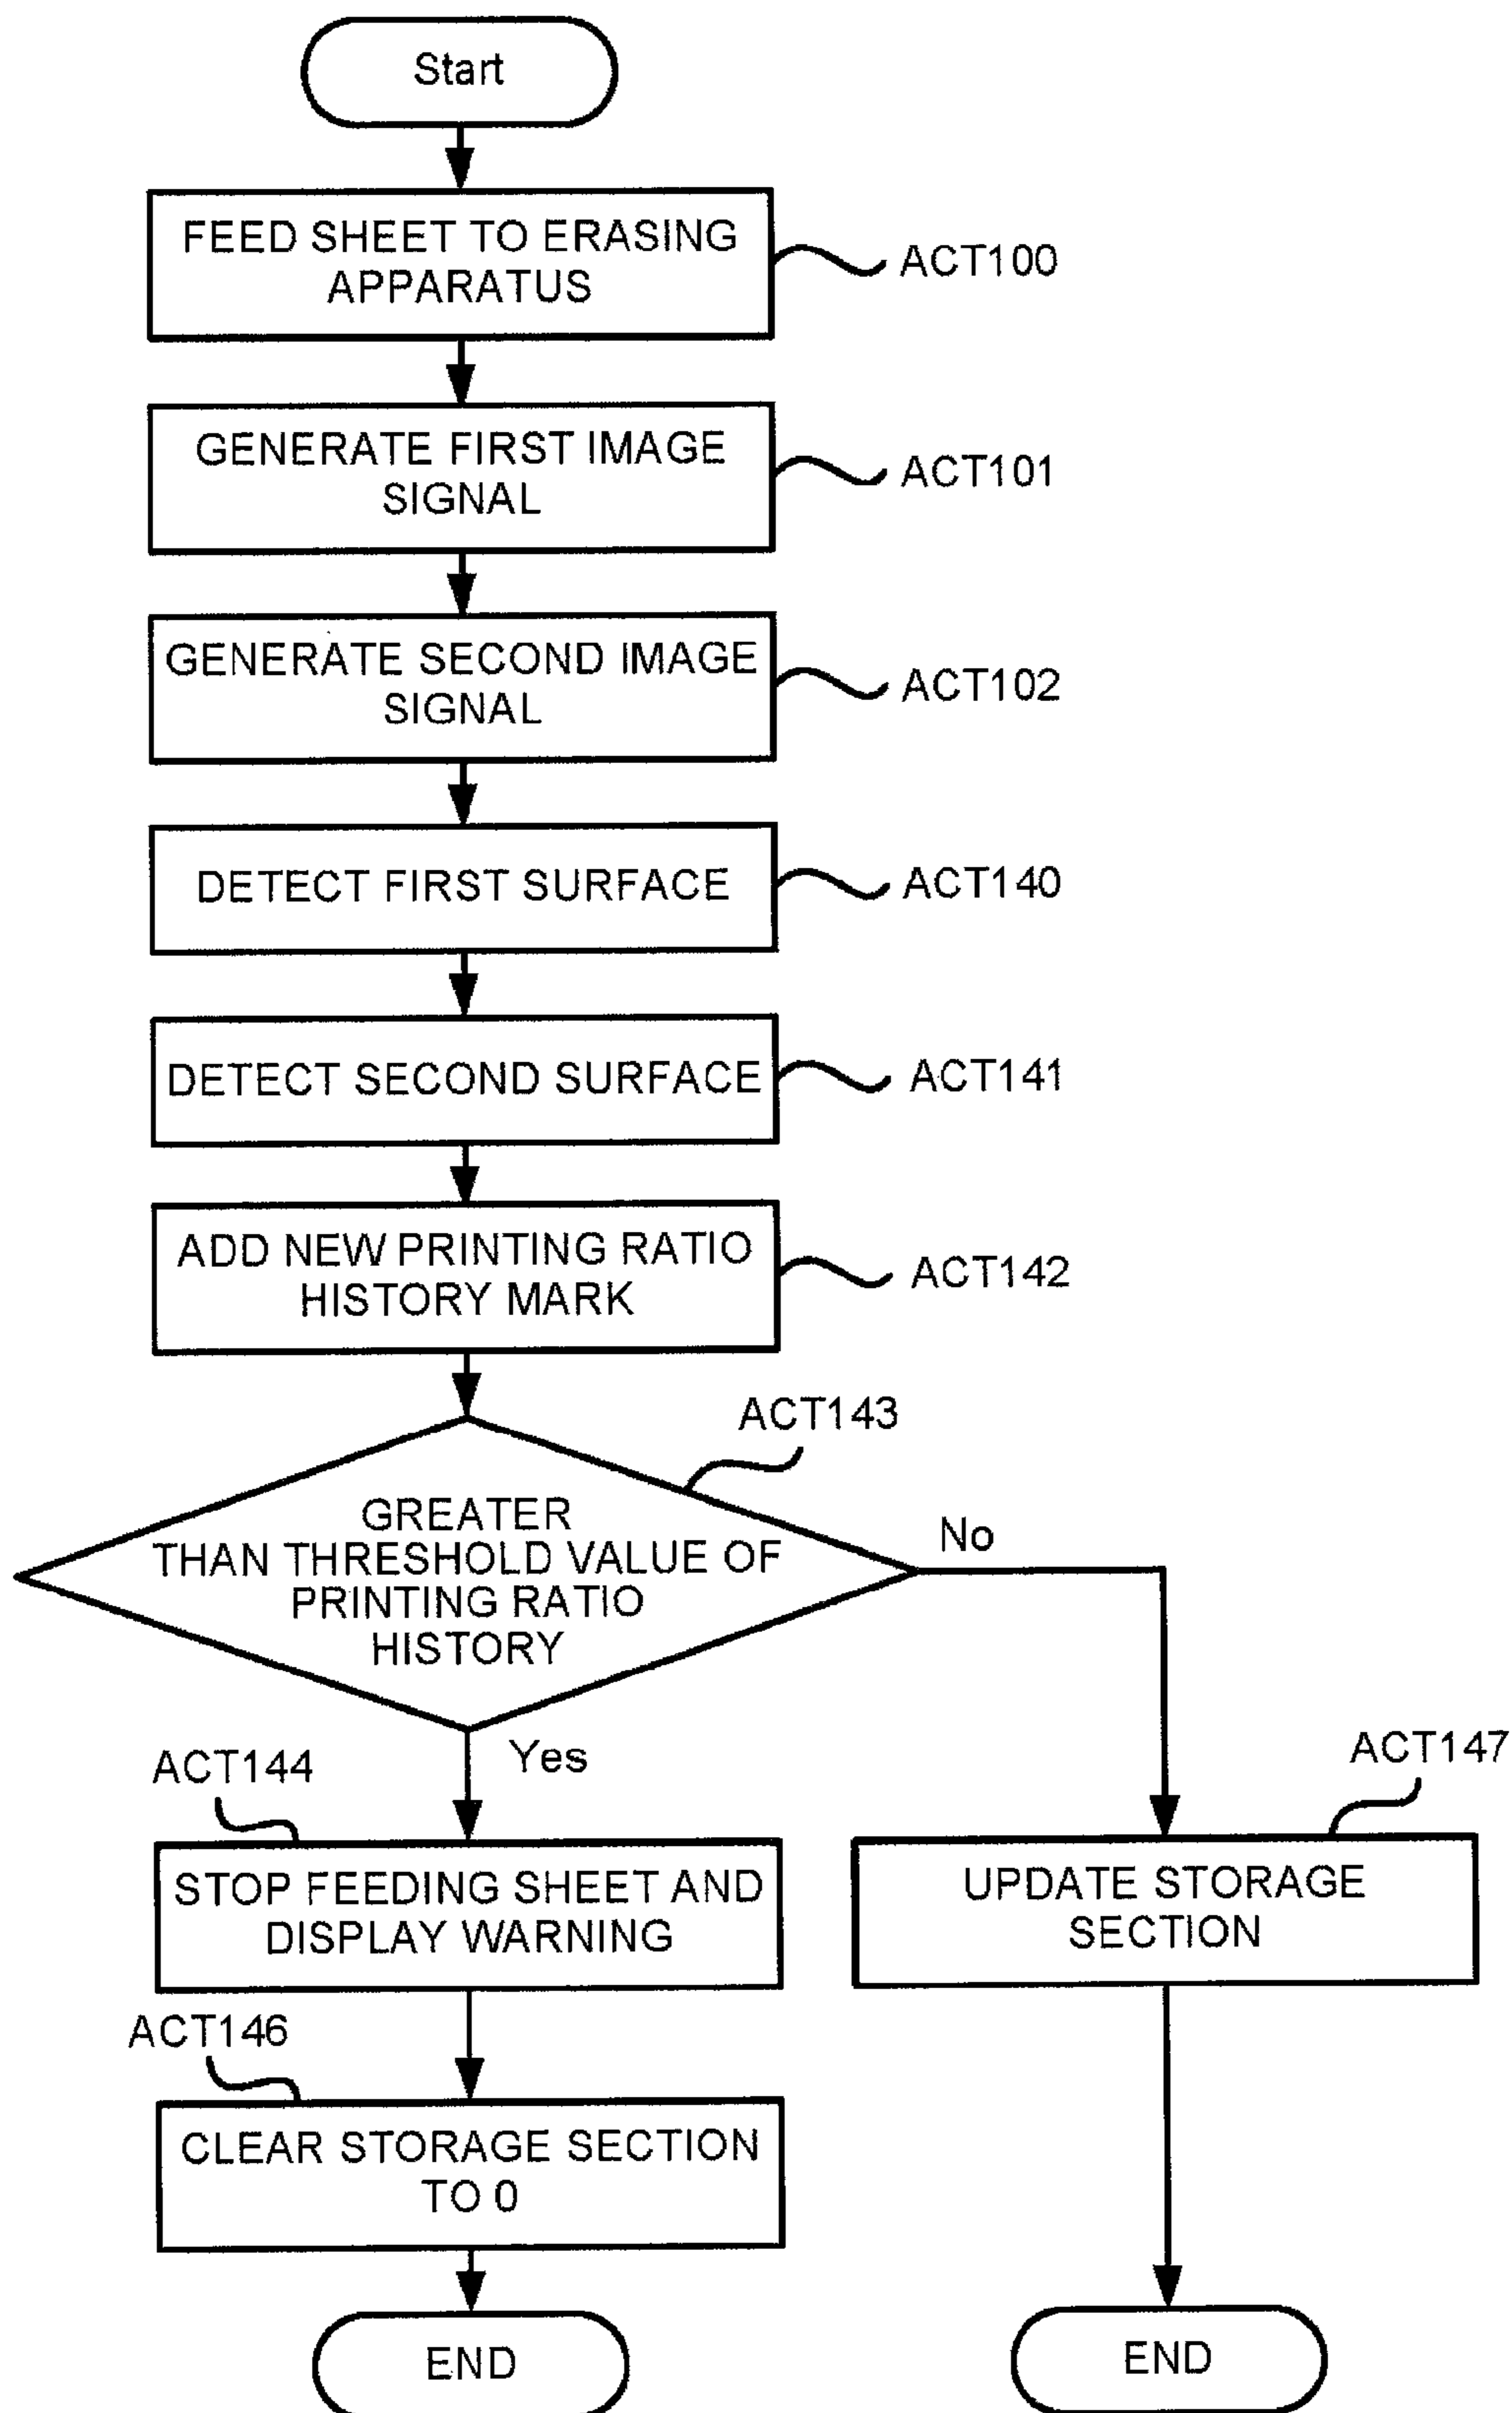 Start
FEED SHEET TO ERASING
APPARATUS
ACT100
GENERATE FIRST IMAGE
SIGNAL
ACT101
GENERATE SECOND IMAGE
SIGNAL
ACT102
DETECT FIRST SURFACE
ACT140
DETECT SECOND SURFACE
ACT141
ADD NEW PRINTING RATIO
HISTORY MARK
ACT142
ACT143
GREATER
THAN THRESHOLD VALUE OF
PRINTING RATIO
HISTORY
No
Yes
ACT144
STOP FEEDING SHEET AND
DISPLAY WARNING
ACT147
UPDATE STORAGE
SECTION
ACT146
CLEAR STORAGE SECTION
TO 0
END
END